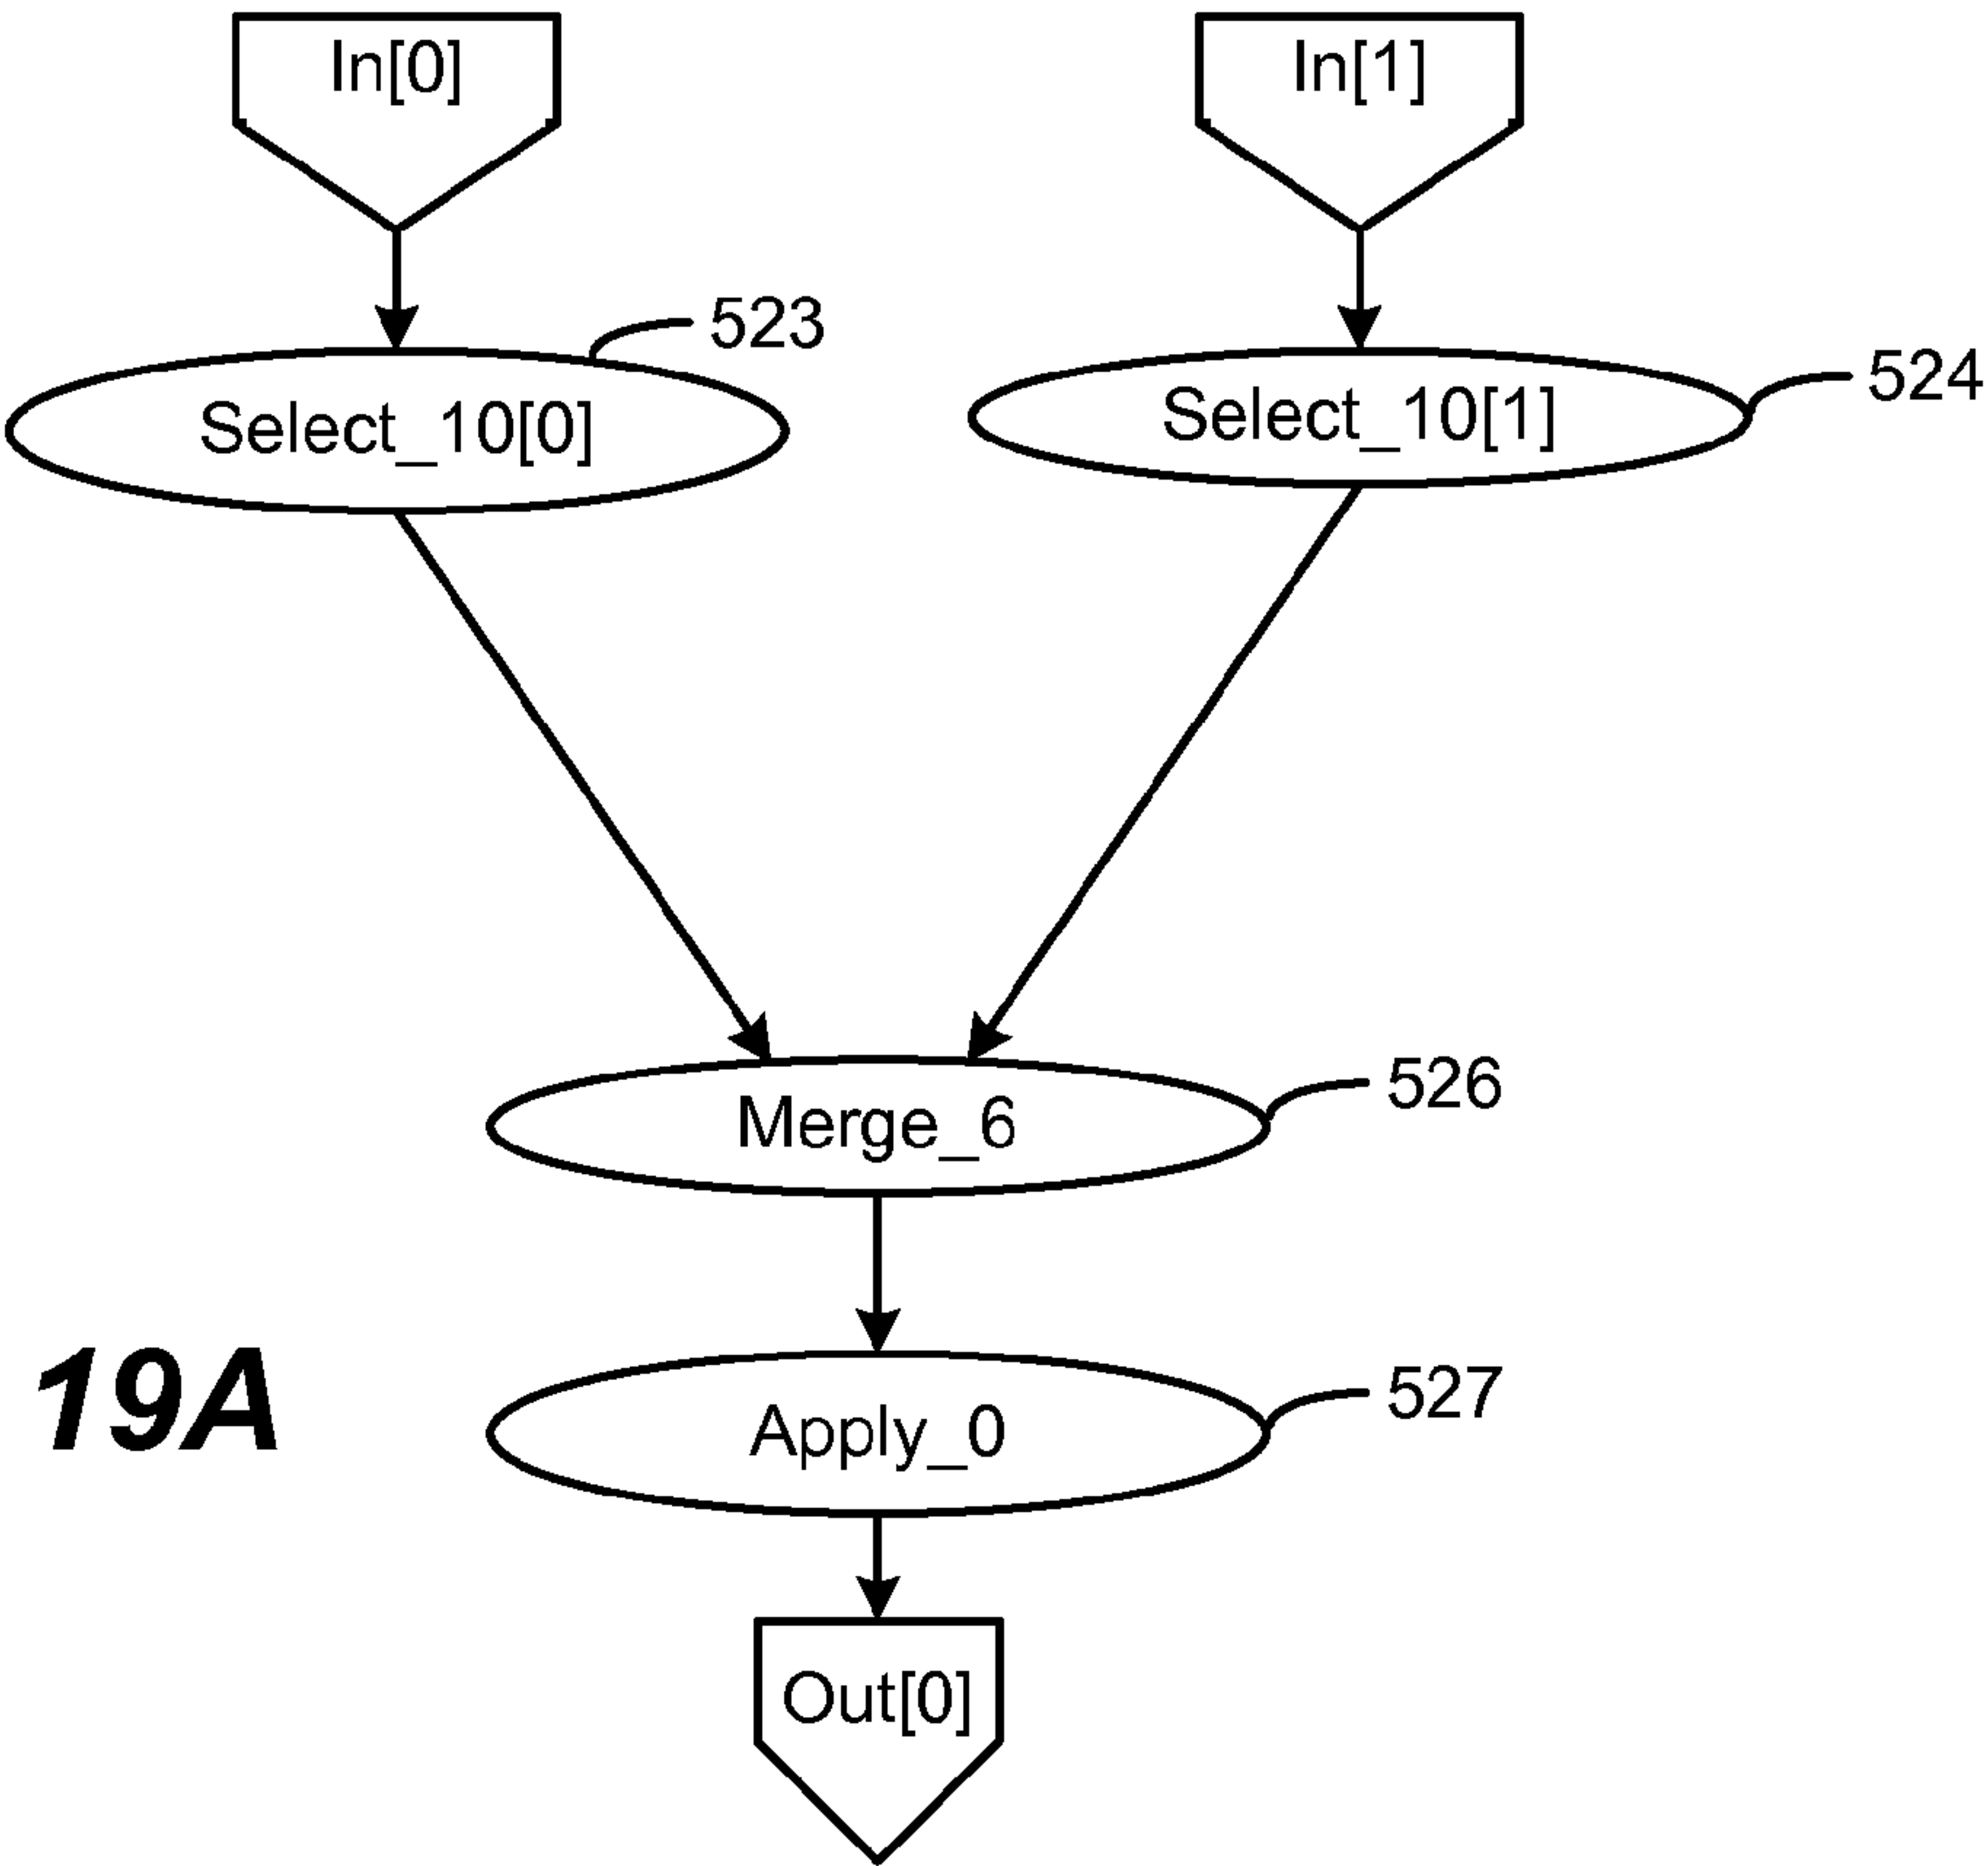 In[0]
In[1]
523
524
Select_10[0]
Select_10[1]
526
Merge_6
19A
527
Apply_0
Out[0]